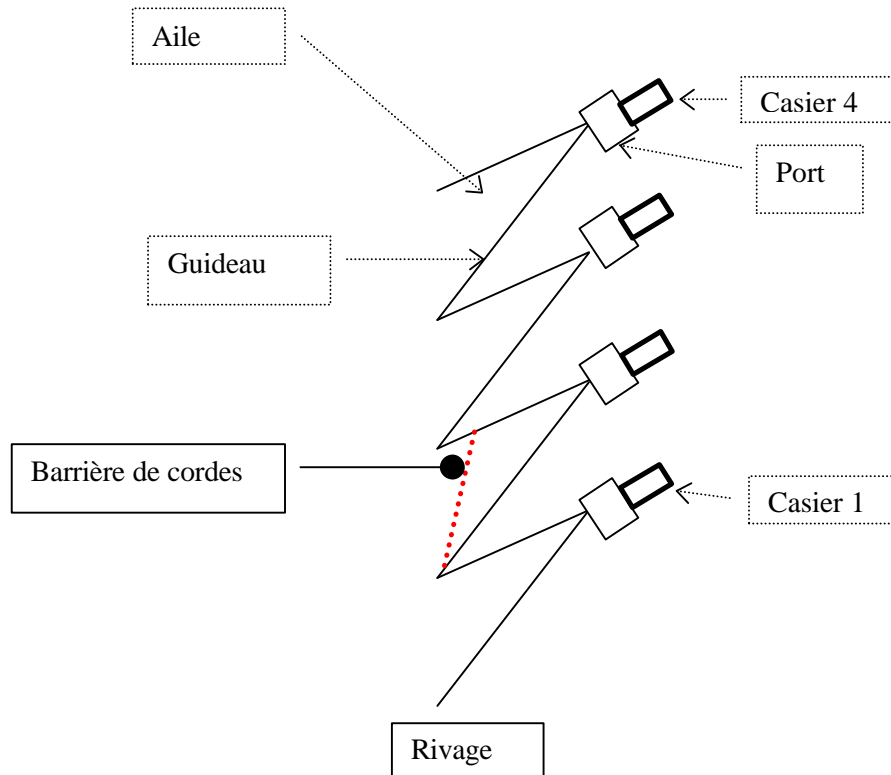 Aile
Casier 4
Port
Guideau
Barrière de cordes
Casier 1
Rivage